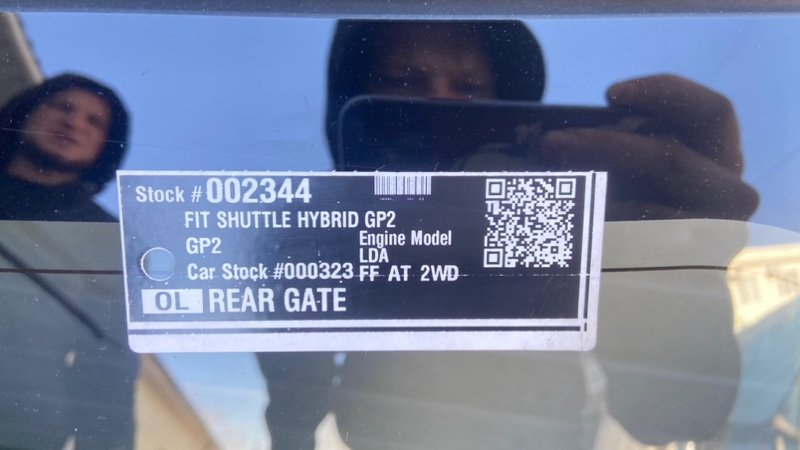 Stock # 002344
FIT SHUTTLE HYBRID GP2
GP2
Engine Model
LDA
Car Stock #000323 FF AT 2WD
OL REAR GATE